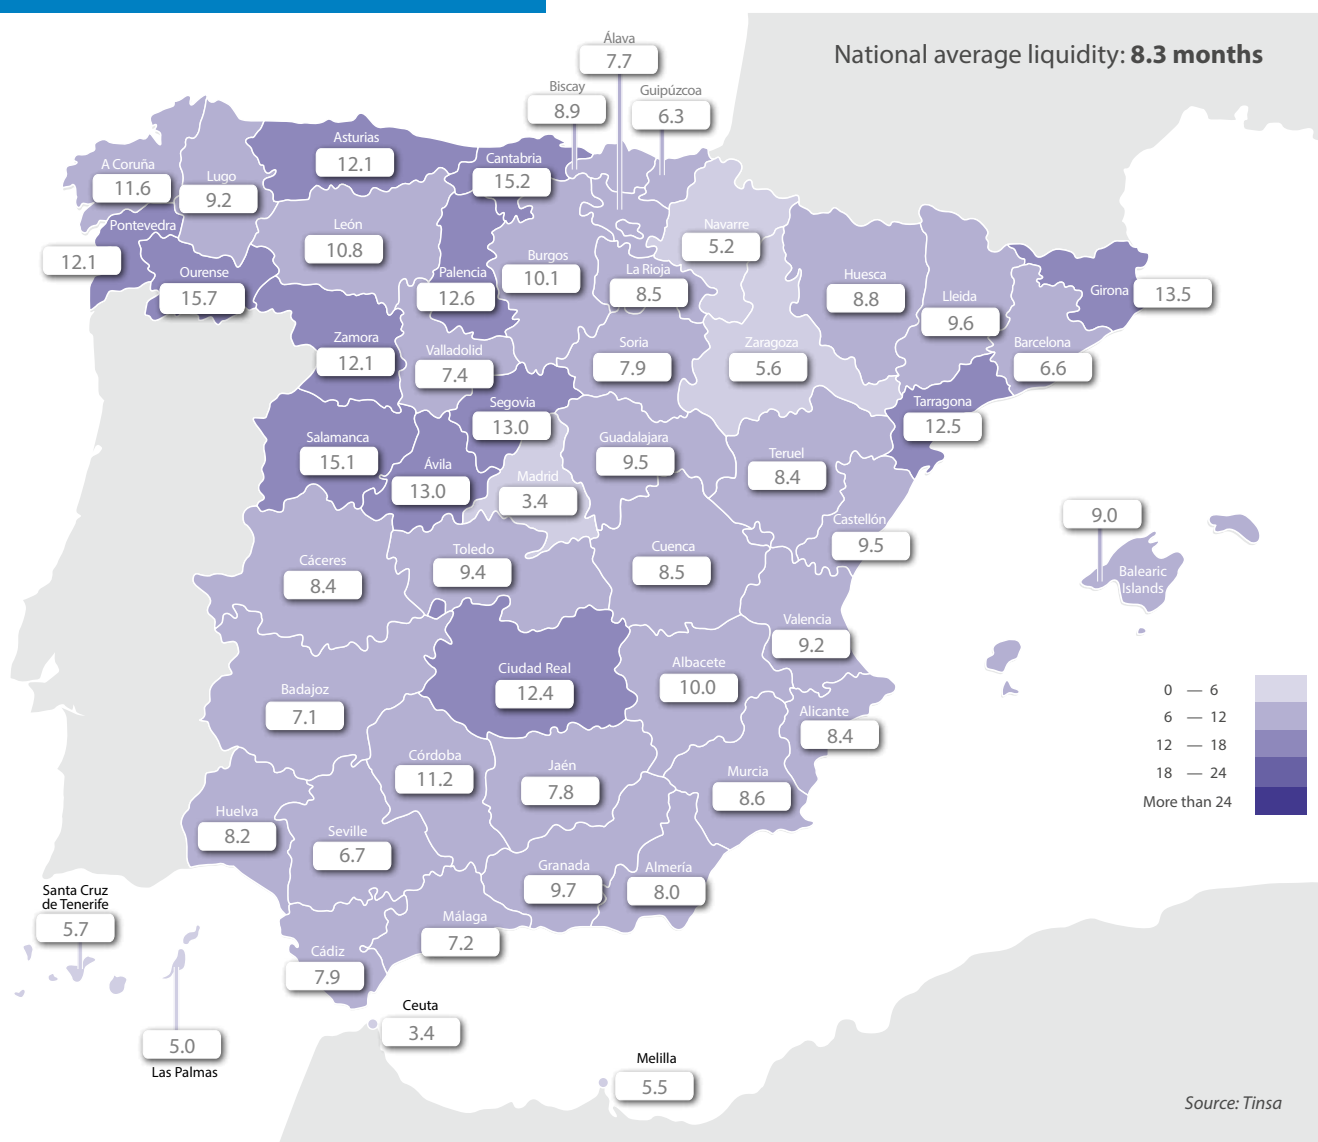 National average liquidity: 8.3 months
Álava
7.7
Biscay
8.9
Guipúzcoa
6.3
Asturias
12.1
Cantabria
15.2
A Coruña
11.6
Lugo
9.2
Pontevedra
12.1
Ourense
15.7
León
10.8
Palencia
12.6
Burgos
10.1
La Rioja
8.5
Navarre
5.2
Huesca
8.8
Lleida
9.6
Girona
13.5
Barcelona
6.6
Zamora
12.1
Valladolid
7.4
Soria
7.9
Zaragoza
5.6
Segovia
13.0
Tarragona
12.5
Salamanca
15.1
Ávila
13.0
Madrid
3.4
Guadalajara
9.5
Teruel
8.4
Castellón
9.5
9.0
Balearic
Islands
Cáceres
8.4
Toledo
9.4
Cuenca
8.5
Valencia
9.2
Badajoz
7.1
Ciudad Real
12.4
Albacete
10.0
Alicante
8.4
Córdoba
11.2
Jaén
7.8
Murcia
8.6
Huelva
8.2
Seville
6.7
Granada
9.7
Almería
8.0
Málaga
7.2
Cádiz
7.9
Santa Cruz
de Tenerife
5.7
5.0
Las Palmas
Ceuta
3.4
Melilla
5.5
0 — 6
6 — 12
12 — 18
18 — 24
More than 24
Source: Tinsa